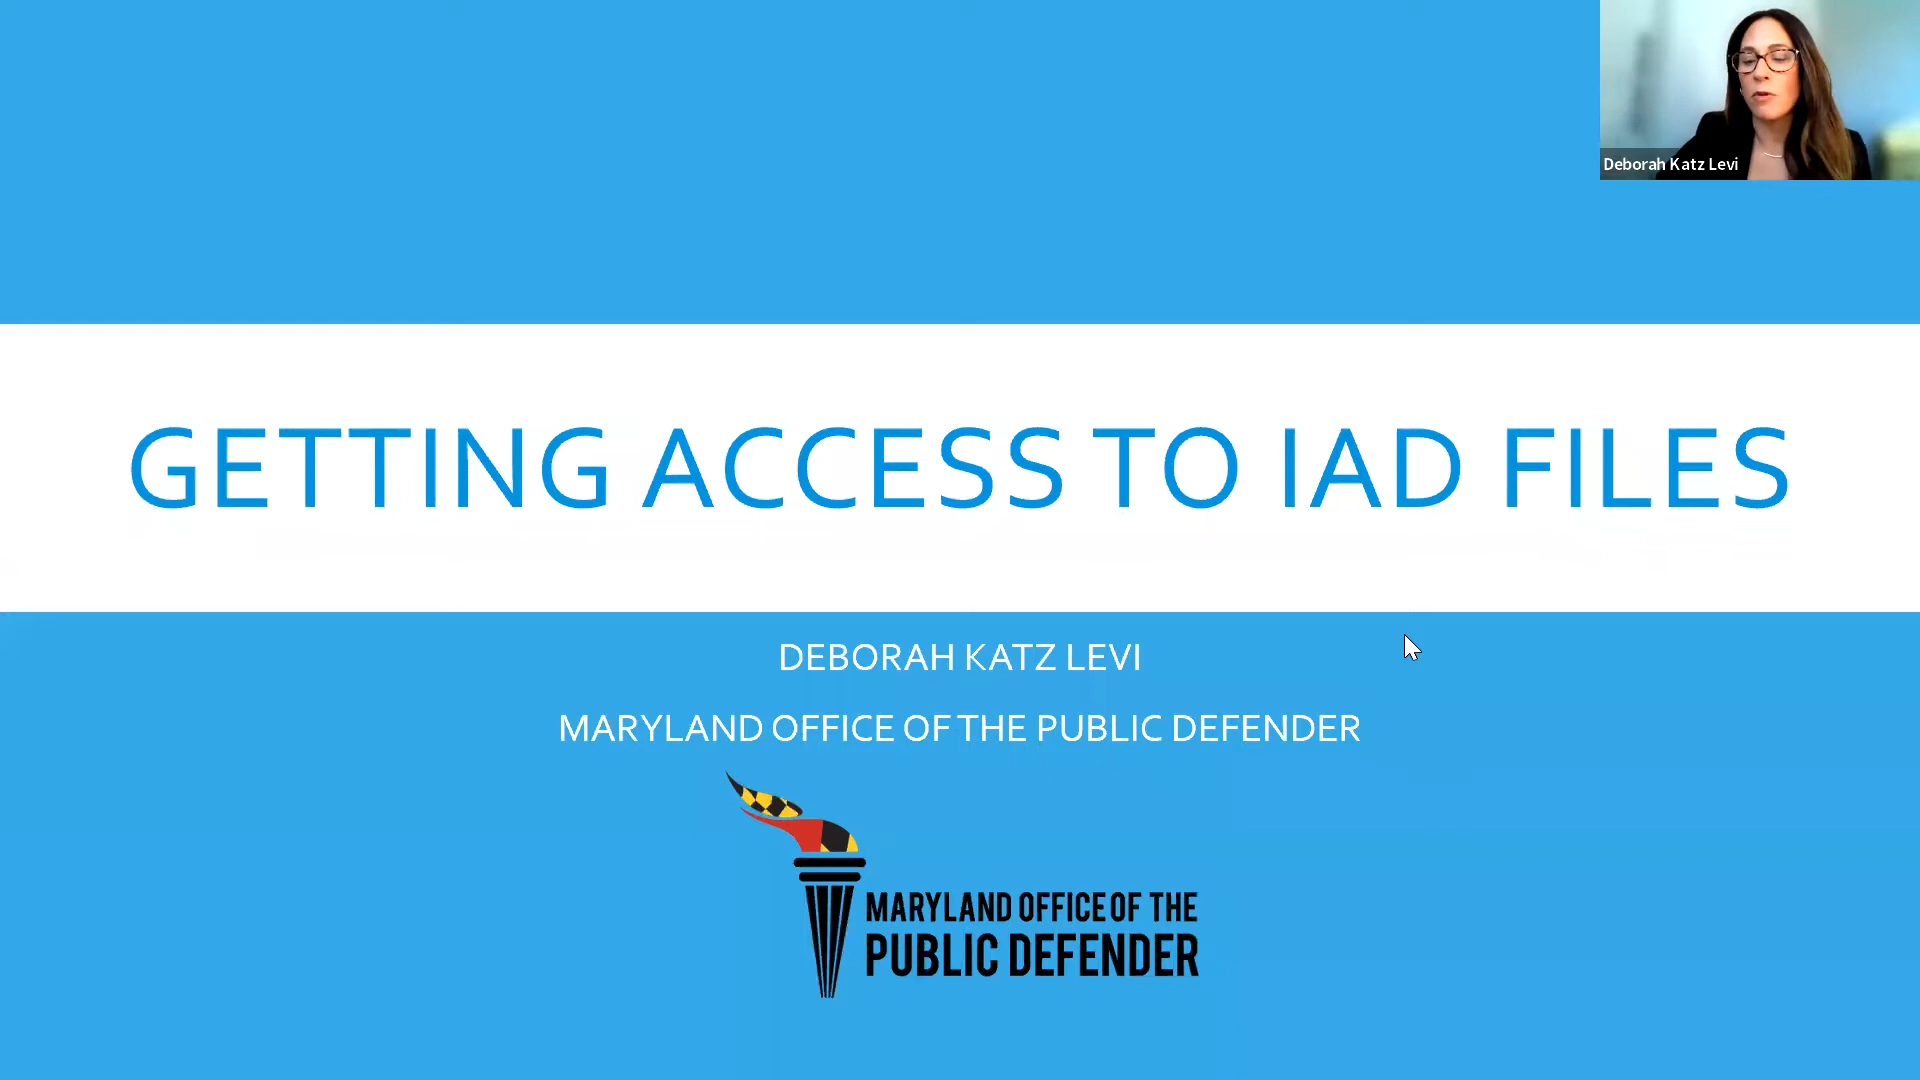 Deborah Katz Levi
GETTING ACCESS TO IAD FILES
DEBORAH KATZ LEVI
MARYLAND OFFICE OF THE PUBLIC DEFENDER
MARYLAND OFFICE OF THE
PUBLIC DEFENDER